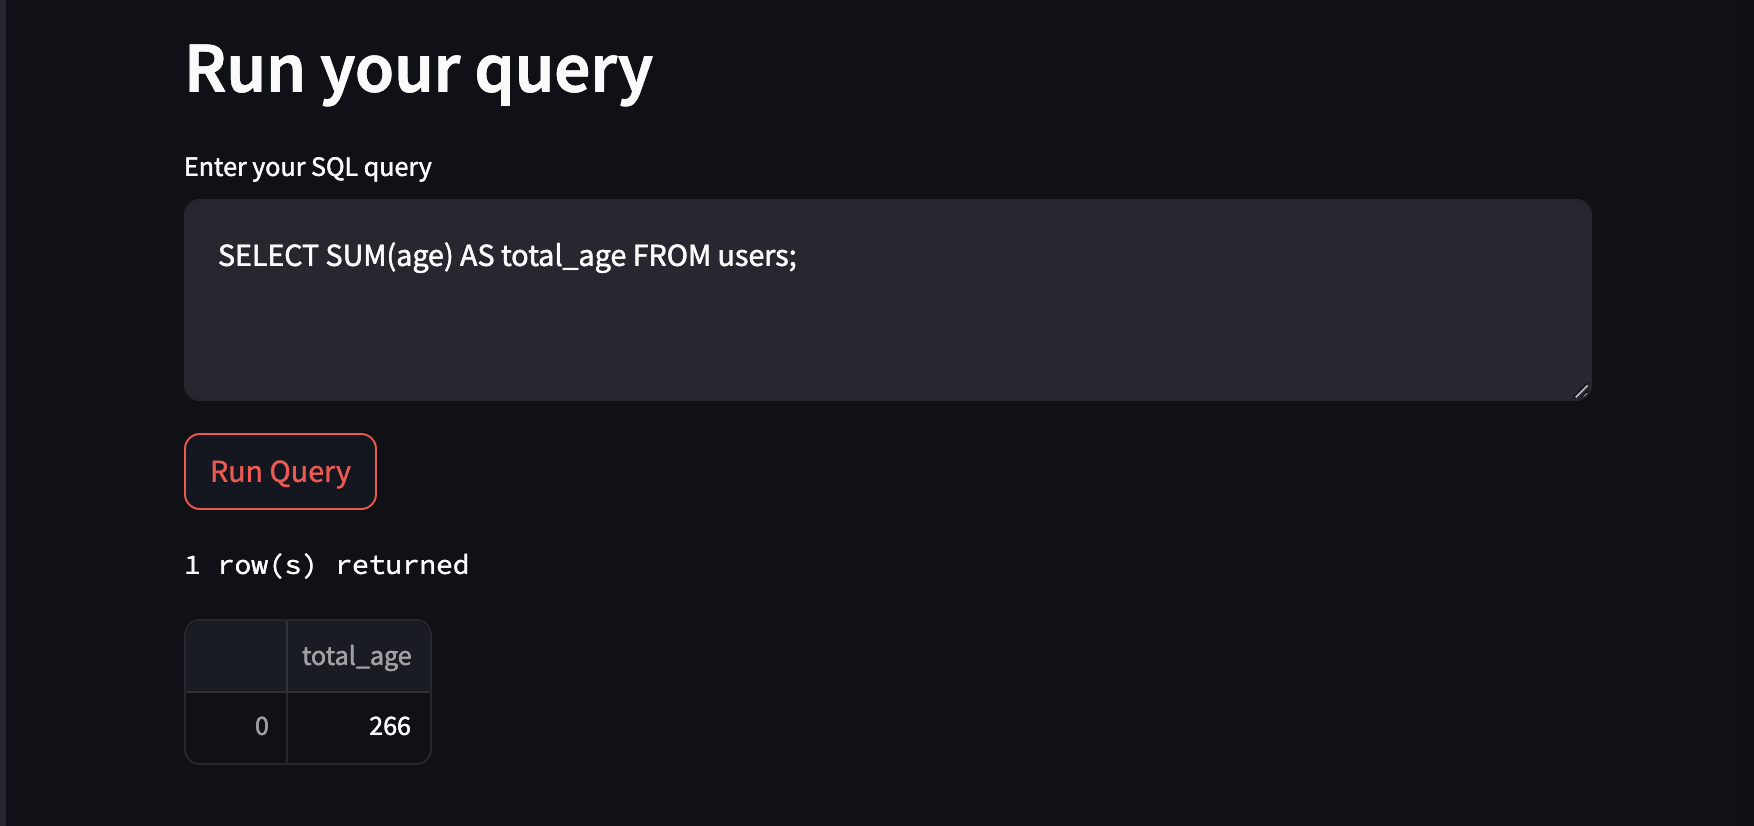 Run your query
Enter your SQL query
SELECT SUM(age) AS total_age FROM users;
Run Query
1 row(s) returned
total_age
0 266